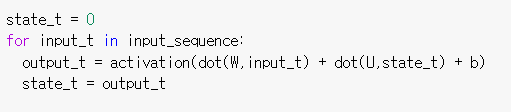 state_t = 0
for input_t in input_sequence:
  output_t = activation(dot(W,input_t) + dot(U,state_t) + b)
  state_t = output_t